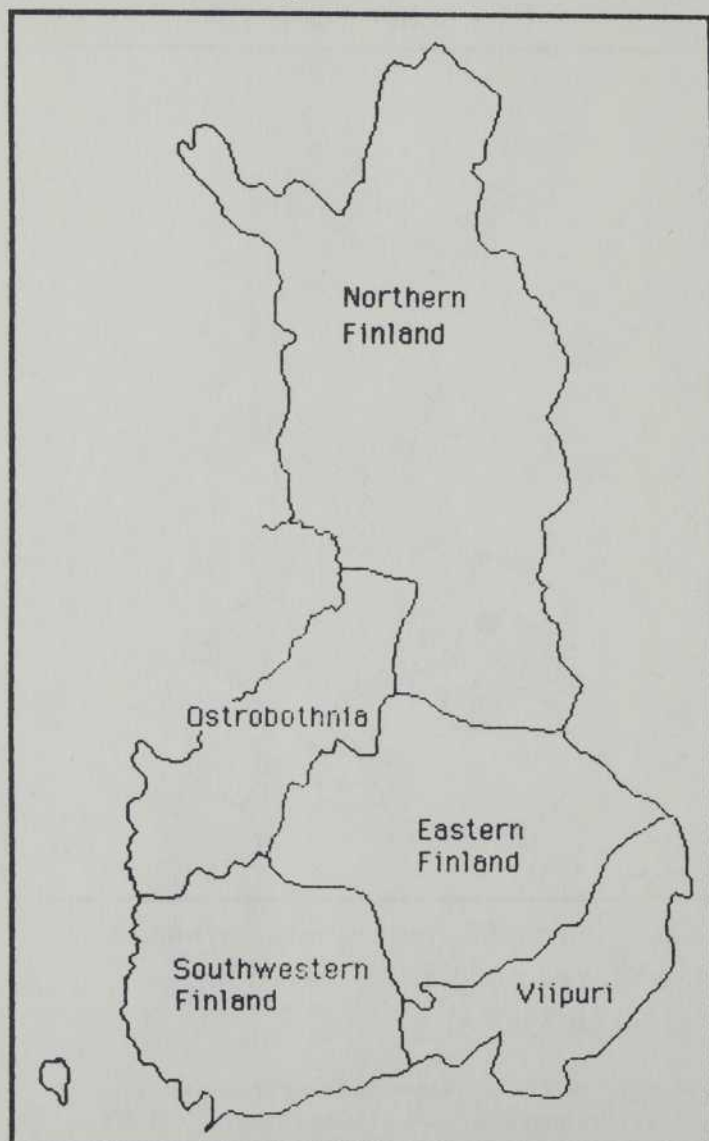 Northern
Finland
Ostrobothnia
Eastern
Finland
Southwestern
Finland
Viipuri